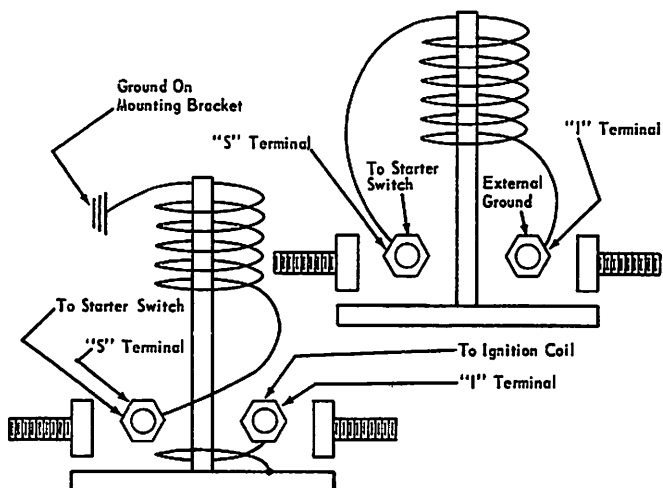 Ground On
Mounting Bracket
"S" Terminal
To Starter
Switch
External
Ground
"I" Terminal
To Starter Switch
"S" Terminal
To Ignition Coil
"I" Terminal